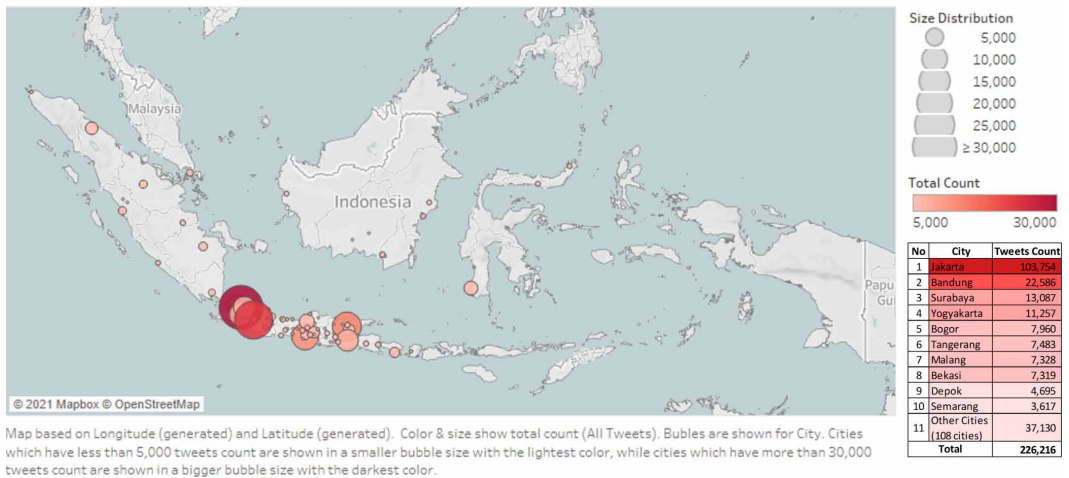 Malaysia
Indonesia
Papu
Gui
© 2021 Mapbox © OpenStreetMap
Size Distribution
5,000
10,000
15,000
20,000
25,000
≥ 30,000
Total Count
5,000 30,000
No City Tweets Count
1 Jakarta 103,754
2 Bandung 22,586
3 Surabaya 13,087
4 Yogyakarta 11,257
5 Bogor 7,960
6 Tangerang 7,483
7 Malang 7,328
8 Bekasi 7,319
9 Depok 4,695
10 Semarang 3,617
11 Other Cities 37,130
(108 cities)
Total 226,216
Map based on Longitude (generated) and Latitude (generated). Color & size show total count (All Tweets). Bubles are shown for City. Cities
which have less than 5,000 tweets count are shown in a smaller bubble size with the lightest color, while cities which have more than 30,000
tweets count are shown in a bigger bubble size with the darkest color.